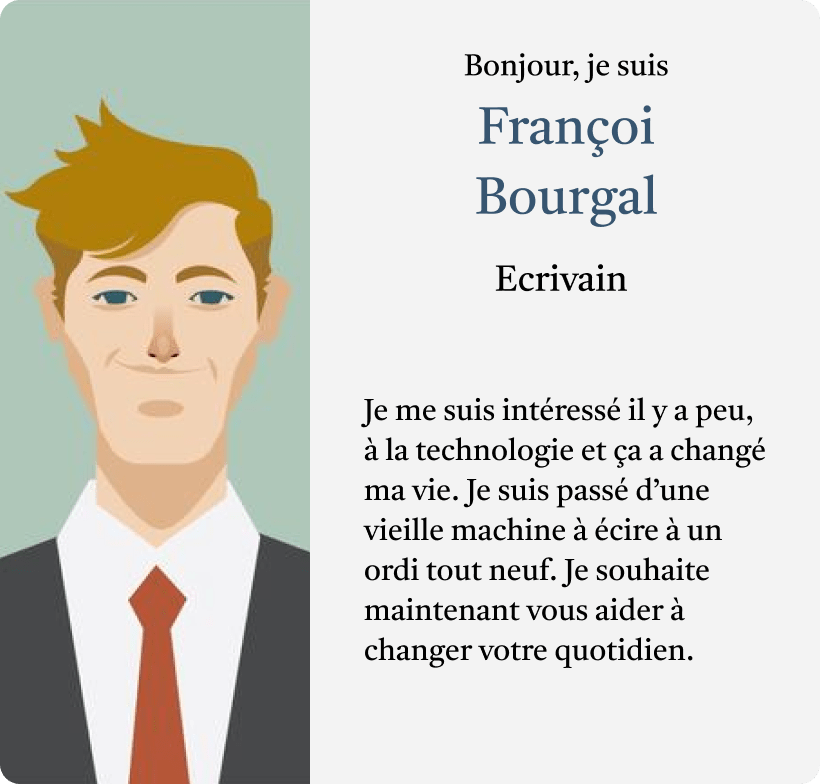 Bonjour, je suis
Françoi
Bourgal
Ecrivain
Je me suis intéressé il y a peu,
à la technologie et ça a changé
ma vie. Je suis passé d’une
vieille machine à écire à un
ordi tout neuf. Je souhaite
maintenant vous aider à
changer votre quotidien.